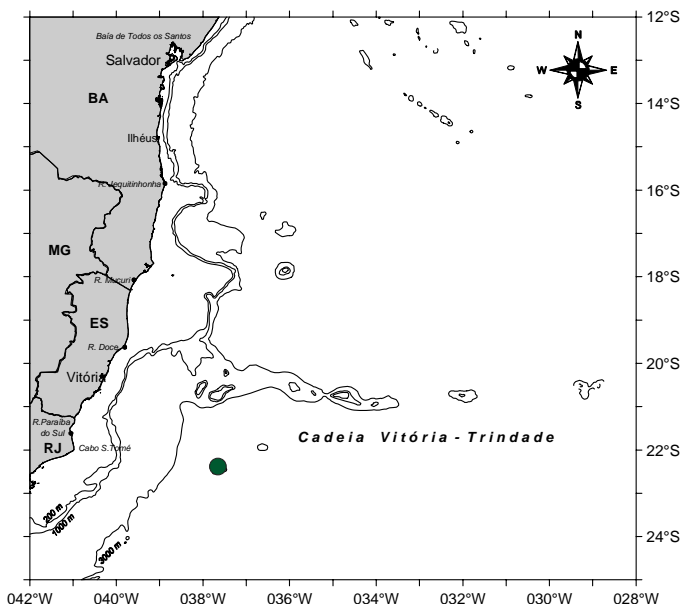 12°S
Baía de Todos os Santos
Salvador
N
W
E
S
BA
14°S
Ilhéus
R. Jequitinhonha
16°S
MG
R. Mucuri
18°S
ES
R. Doce
20°S
Vitória
R.Paraíba
do Sul
Cadeia Vitória - Trindade
RJ
Cabo S.Tomé
22°S
200 m
1000 m
3000 m
24°S
042°W
040°W
038°W
036°W
034°W
032°W
030°W
028°W